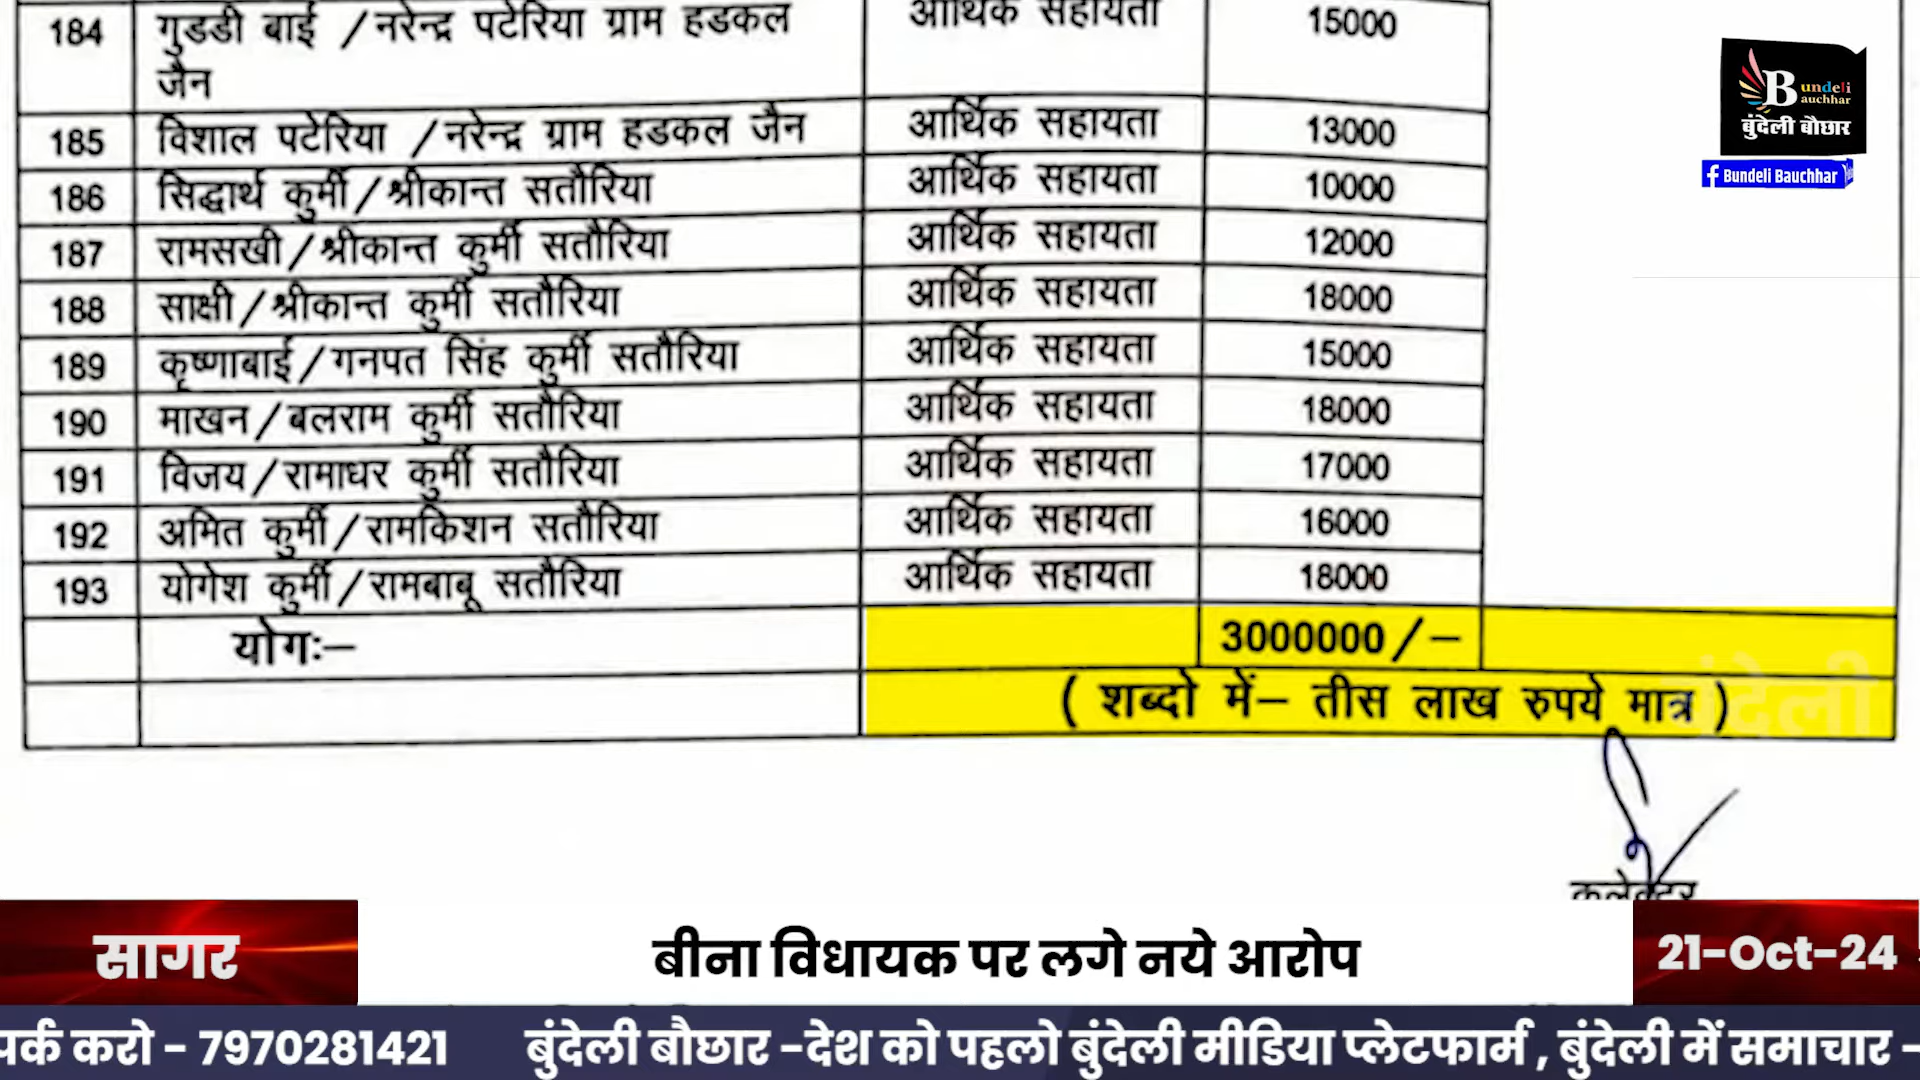 184 गुडडी बाई /नरेन्द्र पटेरिया ग्राम हडकल जैन आर्थिक सहायता 15000
185 विशाल पटेरिया /नरेन्द्र ग्राम हडकल जैन आर्थिक सहायता 13000
186 सिद्धार्थ कुर्मी/श्रीकान्त सतौरिया आर्थिक सहायता 10000
187 रामसखी/श्रीकान्त कुर्मी सतौरिया आर्थिक सहायता 12000
188 साक्षी/श्रीकान्त कुर्मी सतौरिया आर्थिक सहायता 18000
189 कृष्णाबाई/गनपत सिंह कुर्मी सतौरिया आर्थिक सहायता 15000
190 माखन/बलराम कुर्मी सतौरिया आर्थिक सहायता 18000
191 विजय/रामाधर कुर्मी सतौरिया आर्थिक सहायता 17000
192 अमित कुर्मी/रामकिशन सतौरिया आर्थिक सहायता 16000
193 योगेश कुर्मी/रामबाबू सतौरिया आर्थिक सहायता 18000
योगः– 3000000/–
( शब्दो में– तीस लाख रुपये मात्र )
बुंदेली
कलेक्टर
Bundeli
Bauchhar
बुंदेली बौछार
Bundeli Bauchhar
सागर
बीना विधायक पर लगे नये आरोप
21-Oct-24
पर्क करो - 7970281421 बुंदेली बौछार -देश को पहलो बुंदेली मीडिया प्लेटफार्म , बुंदेली में समाचार -